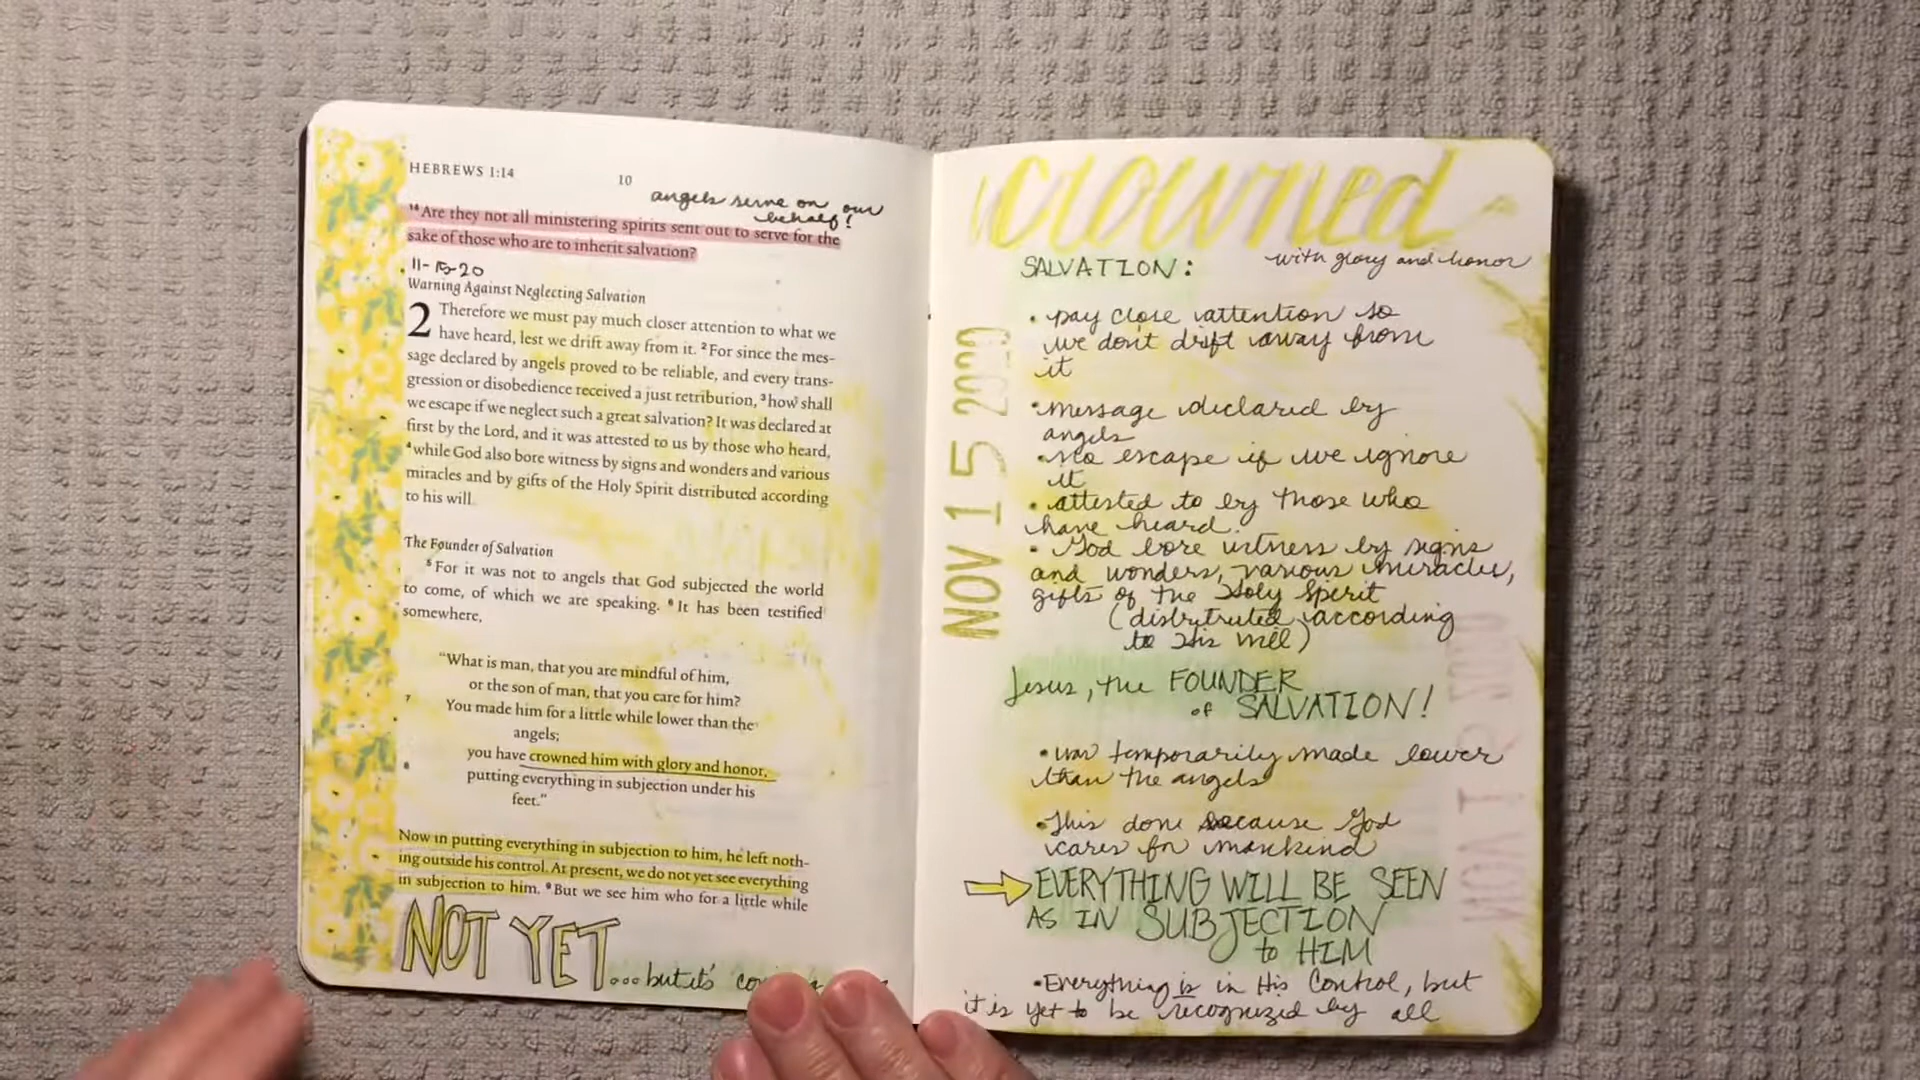 HEBREWS 1:14
10
angels serve on our
behalf!
14 Are they not all ministering spirits sent out to serve for the
sake of those who are to inherit salvation?
11-15-20
Warning Against Neglecting Salvation
2 Therefore we must pay much closer attention to what we
have heard, lest we drift away from it. 2 For since the mes-
sage declared by angels proved to be reliable, and every trans-
gression or disobedience received a just retribution, 3 how shall
we escape if we neglect such a great salvation? It was declared at
first by the Lord, and it was attested to us by those who heard,
4 while God also bore witness by signs and wonders and various
miracles and by gifts of the Holy Spirit distributed according
to his will.
The Founder of Salvation
5 For it was not to angels that God subjected the world
to come, of which we are speaking. 6 It has been testified
somewhere,
"What is man, that you are mindful of him,
or the son of man, that you care for him?
7 You made him for a little while lower than the
angels;
you have crowned him with glory and honor,
8 putting everything in subjection under his
feet."
Now in putting everything in subjection to him, he left noth-
ing outside his control. At present, we do not yet see everything
in subjection to him. 9 But we see him who for a little while
NOT YET...but it's
crowned
with glory and honor
NOV 15 2020
SALVATION:
• pay close attention so
we don't drift away from
it
• message declared by
angels
• no escape if we ignore
it
• attested to by those who
have heard.
• God bore witness by signs
and wonders, various miracles,
gifts of the Holy Spirit
(distrituted according
to His will)
Jesus, the FOUNDER
of SALVATION!
• was temporarily made lower
than the angels
• This done because God
cares for mankind
EVERYTHING WILL BE SEEN
AS IN SUBJECTION
to HIM
• Everything is in His Control, but
it is yet to be recognized by all
NOV 15 2020